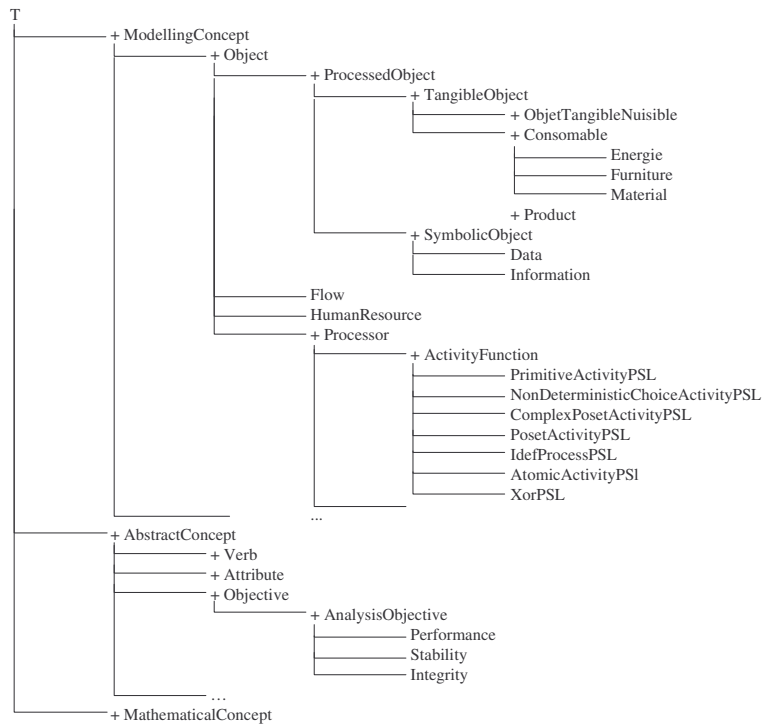 T
+ ModellingConcept
+ Object
+ ProcessedObject
+ TangibleObject
+ ObjetTangibleNuisible
+ Consomable
Energie
Furniture
Material
+ Product
+ SymbolicObject
Data
Information
Flow
HumanResource
+ Processor
+ ActivityFunction
PrimitiveActivityPSL
NonDeterministicChoiceActivityPSL
ComplexPosetActivityPSL
PosetActivityPSL
IdefProcessPSL
AtomicActivityPSl
XorPSL
...
+ AbstractConcept
+ Verb
+ Attribute
+ Objective
+ AnalysisObjective
Performance
Stability
Integrity
...
+ MathematicalConcept